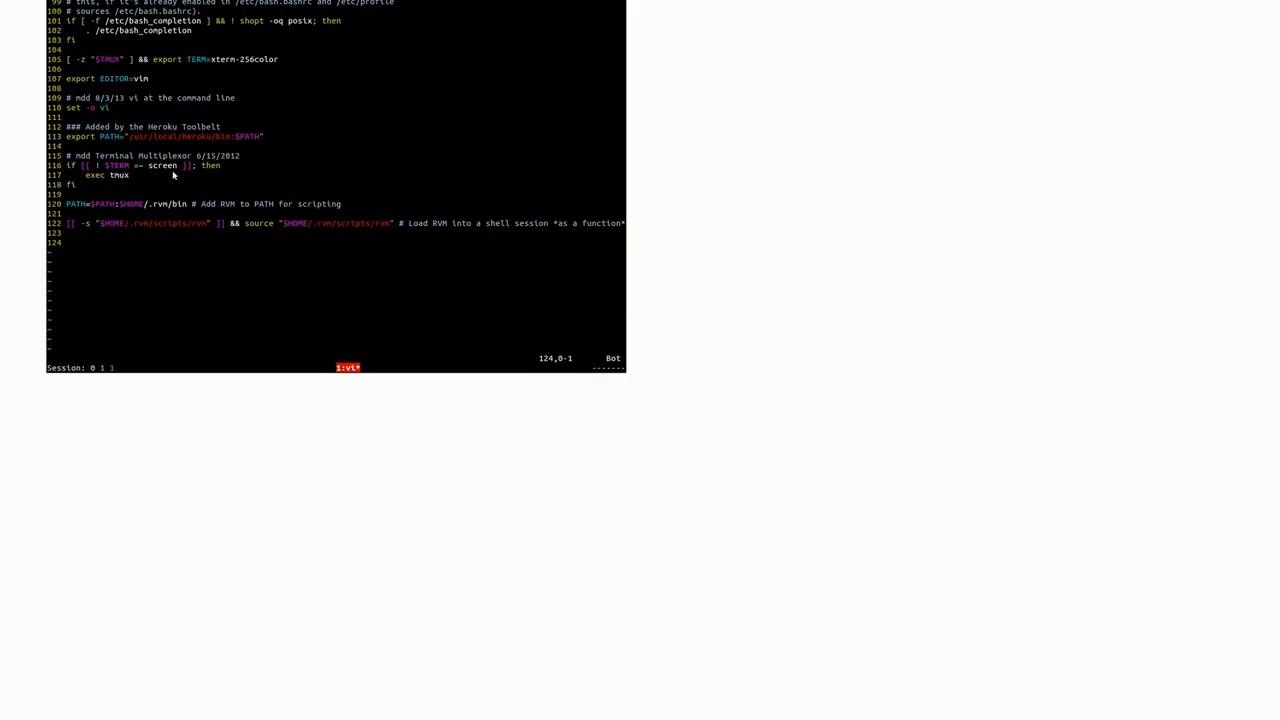 99 # this, if it's already enabled in /etc/bash.bashrc and /etc/profile
100 # sources /etc/bash.bashrc).
101 if [ -f /etc/bash_completion ] && ! shopt -oq posix; then
102     . /etc/bash_completion
103 fi
104
105 [ -z "$TMUX" ] && export TERM=xterm-256color
106
107 export EDITOR=vim
108
109 # mdd 8/3/13 vi at the command line
110 set -o vi
111
112 ### Added by the Heroku Toolbelt
113 export PATH="/usr/local/heroku/bin:$PATH"
114
115 # mdd Terminal Multiplexor 6/15/2012
116 if [[ ! $TERM =~ screen ]]; then
117     exec tmux
118 fi
119
120 PATH=$PATH:$HOME/.rvm/bin # Add RVM to PATH for scripting
121
122 [[ -s "$HOME/.rvm/scripts/rvm" ]] && source "$HOME/.rvm/scripts/rvm" # Load RVM into a shell session *as a function*
123
124
~
~
~
~
~
~
~
~
~
~
~
124,0-1 Bot
Session: 0 1 1 1:vi* -------